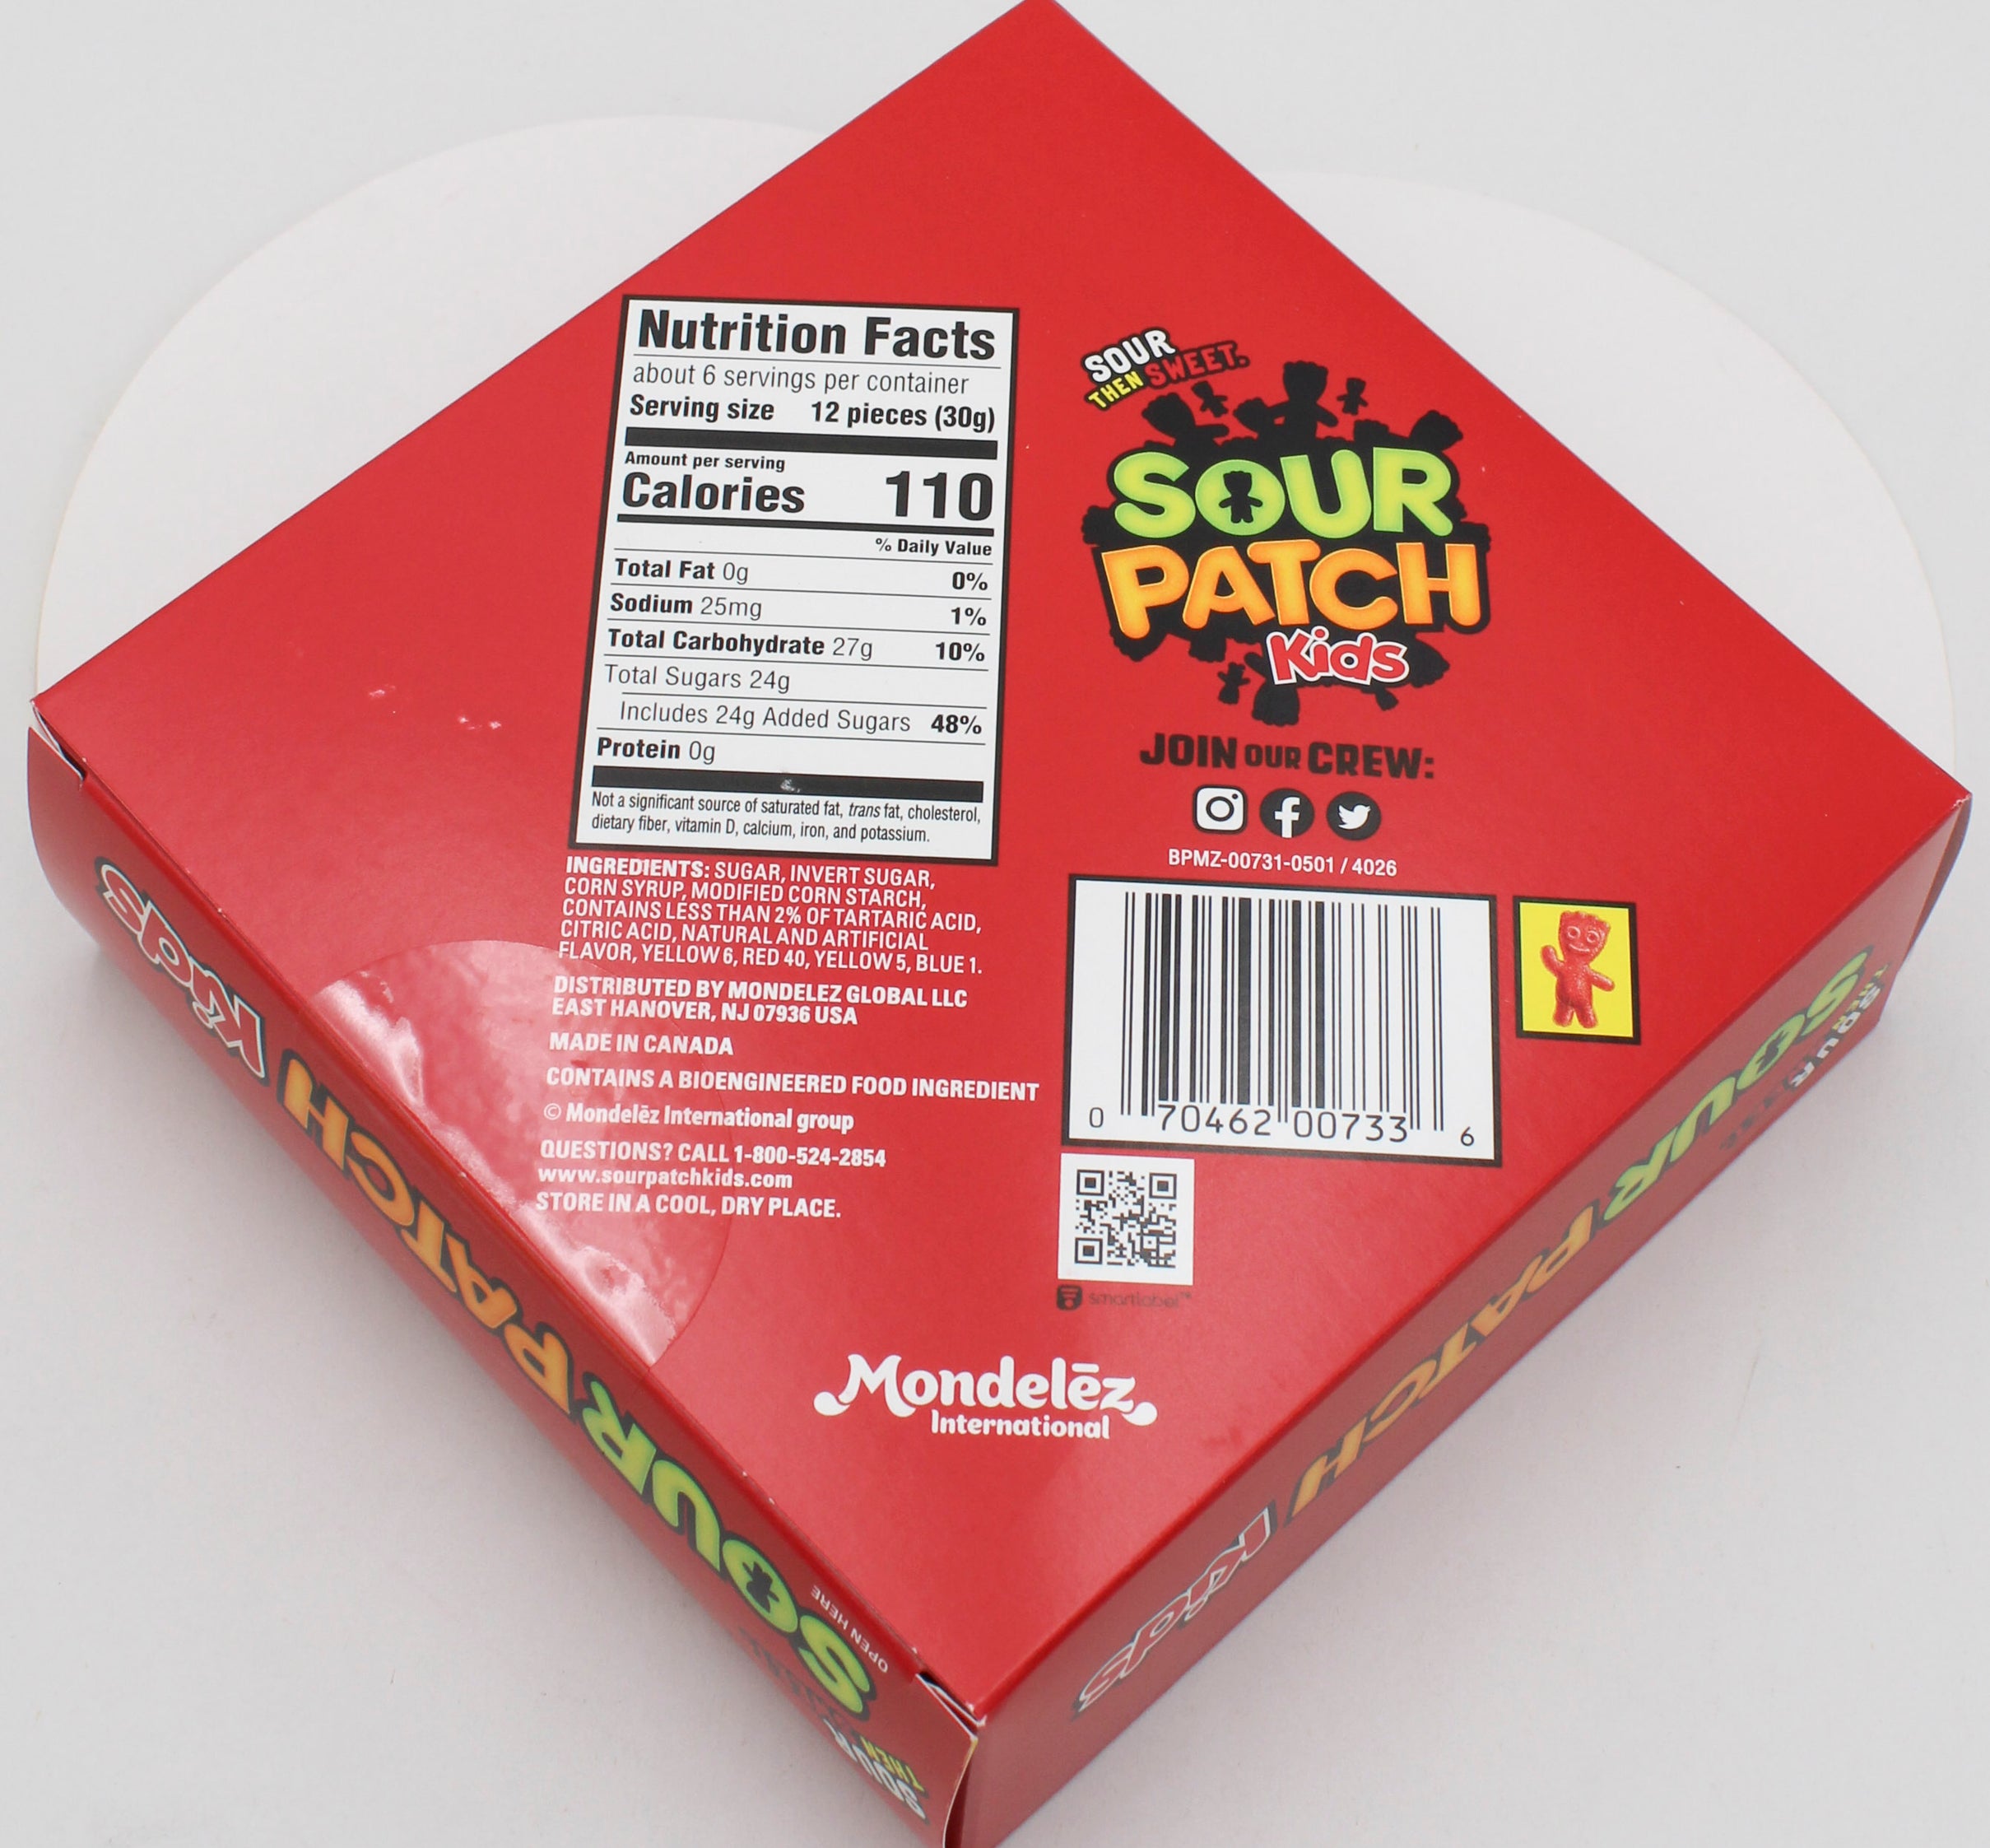 Nutrition Facts
about 6 servings per container
Serving size 12 pieces (30g)
Amount per serving
Calories 110
% Daily Value
Total Fat 0g 0%
Sodium 25mg 1%
Total Carbohydrate 27g 10%
Total Sugars 24g
Includes 24g Added Sugars 48%
Protein 0g
Not a significant source of saturated fat, trans fat, cholesterol,
dietary fiber, vitamin D, calcium, iron, and potassium.
INGREDIENTS: SUGAR, INVERT SUGAR,
CORN SYRUP, MODIFIED CORN STARCH,
CONTAINS LESS THAN 2% OF TARTARIC ACID,
CITRIC ACID, NATURAL AND ARTIFICIAL
FLAVOR, YELLOW 6, RED 40, YELLOW 5, BLUE 1.
DISTRIBUTED BY MONDELEZ GLOBAL LLC
EAST HANOVER, NJ 07936 USA
MADE IN CANADA
CONTAINS A BIOENGINEERED FOOD INGREDIENT
© Mondelēz International group
QUESTIONS? CALL 1-800-524-2854
www.sourpatchkids.com
STORE IN A COOL, DRY PLACE.
SOUR
THEN SWEET.
SOUR
PATCH
Kids
JOIN OUR CREW:
BPMZ-00731-0501 / 4026
0 70462 00733 6
smartlabel™
Mondelēz
International
SOUR PATCH Kids
OPEN HERE
SOUR
THEN
SOUR PATCH Kids
SOUR